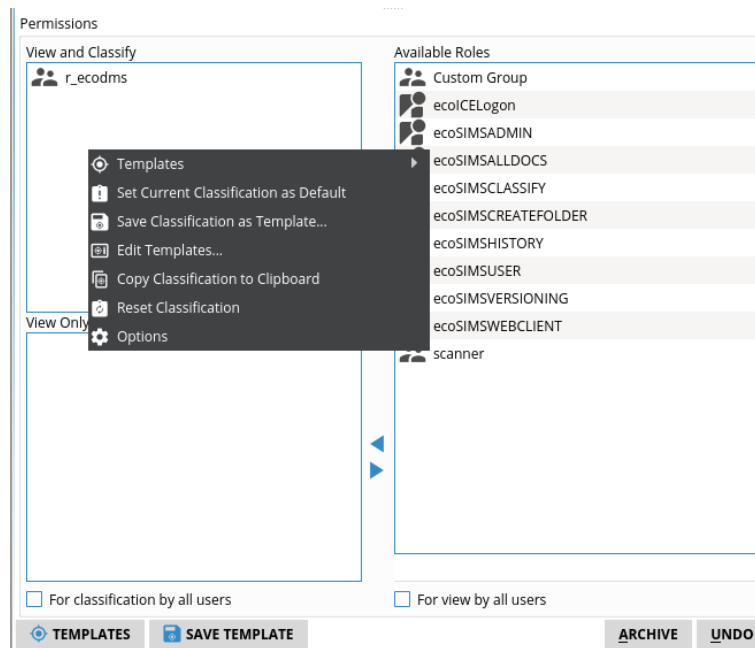 Permissions
View and Classify
r_ecodms
Templates
Set Current Classification as Default
Save Classification as Template...
Edit Templates...
Copy Classification to Clipboard
Reset Classification
Options
View Only
Available Roles
Custom Group
ecoICELogon
ecoSIMSADMIN
ecoSIMSALLDOCS
ecoSIMSCLASSIFY
ecoSIMSCREATEFOLDER
ecoSIMSHISTORY
ecoSIMSUSER
ecoSIMSVERSIONING
ecoSIMSWEBCLIENT
scanner
For classification by all users
For view by all users
TEMPLATES
SAVE TEMPLATE
ARCHIVE
UNDO